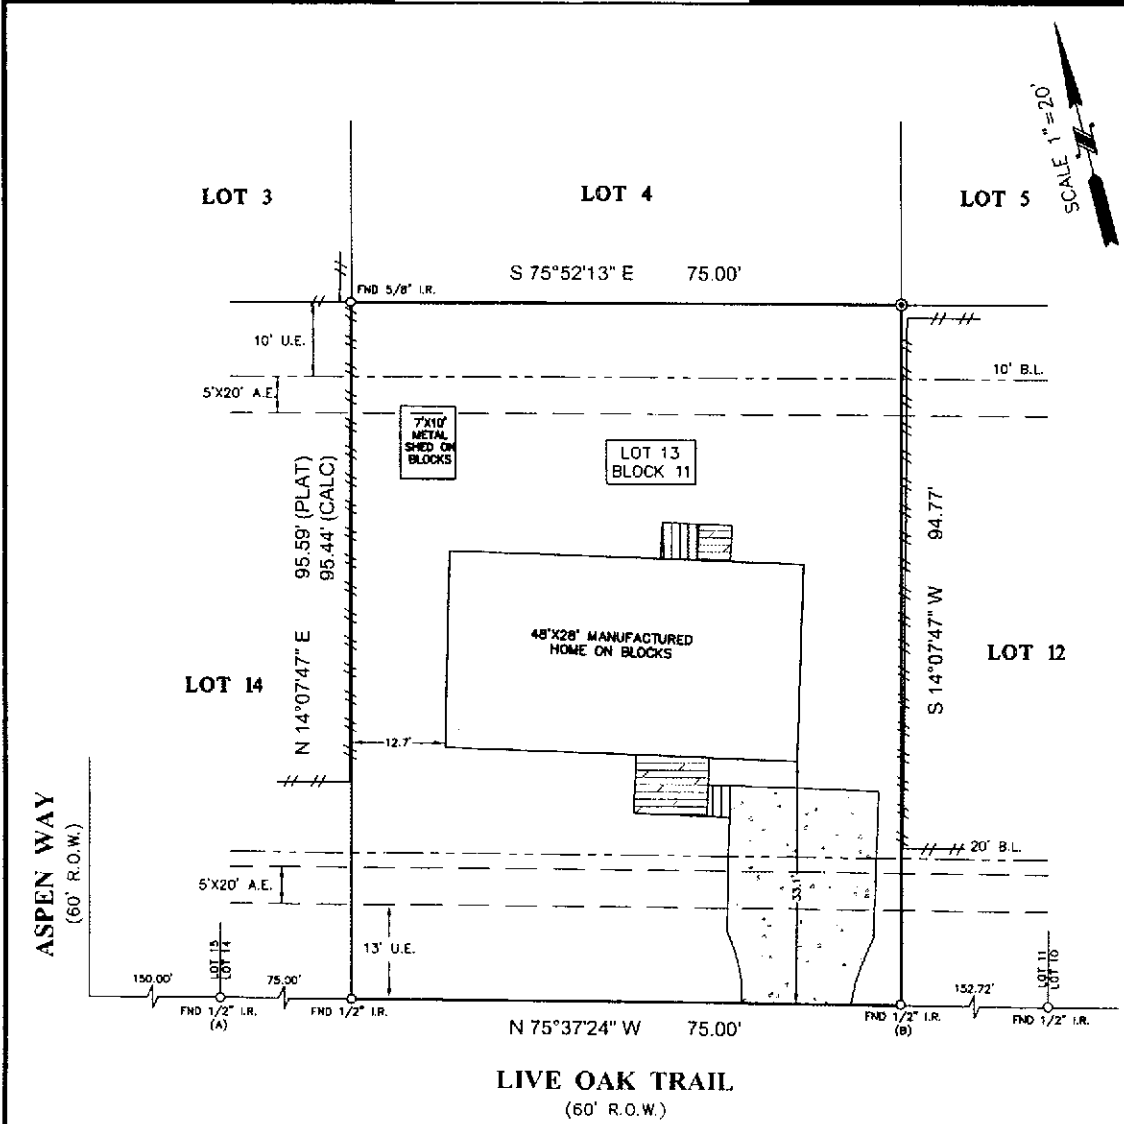 SCALE 1"=20'
LOT 3
LOT 4
LOT 5
S 75°52'13" E 75.00'
FND 5/8" I.R.
10' U.E.
10' B.L.
5'X20' A.E.
7'X10'
METAL
SHED ON
BLOCKS
LOT 13
BLOCK 11
95.59' (PLAT)
95.44' (CALC)
N 14°07'47" E
S 14°07'47" W 94.77'
48'X28' MANUFACTURED
HOME ON BLOCKS
LOT 14
LOT 12
12.7'
ASPEN WAY
(60' R.O.W.)
20' B.L.
5'X20' A.E.
33.1'
13' U.E.
LOT 15
LOT 14
LOT 11
LOT 10
150.00'
75.00'
152.72'
FND 1/2" I.R.
(A)
FND 1/2" I.R.
FND 1/2" I.R.
(B)
FND 1/2" I.R.
N 75°37'24" W 75.00'
LIVE OAK TRAIL
(60' R.O.W.)